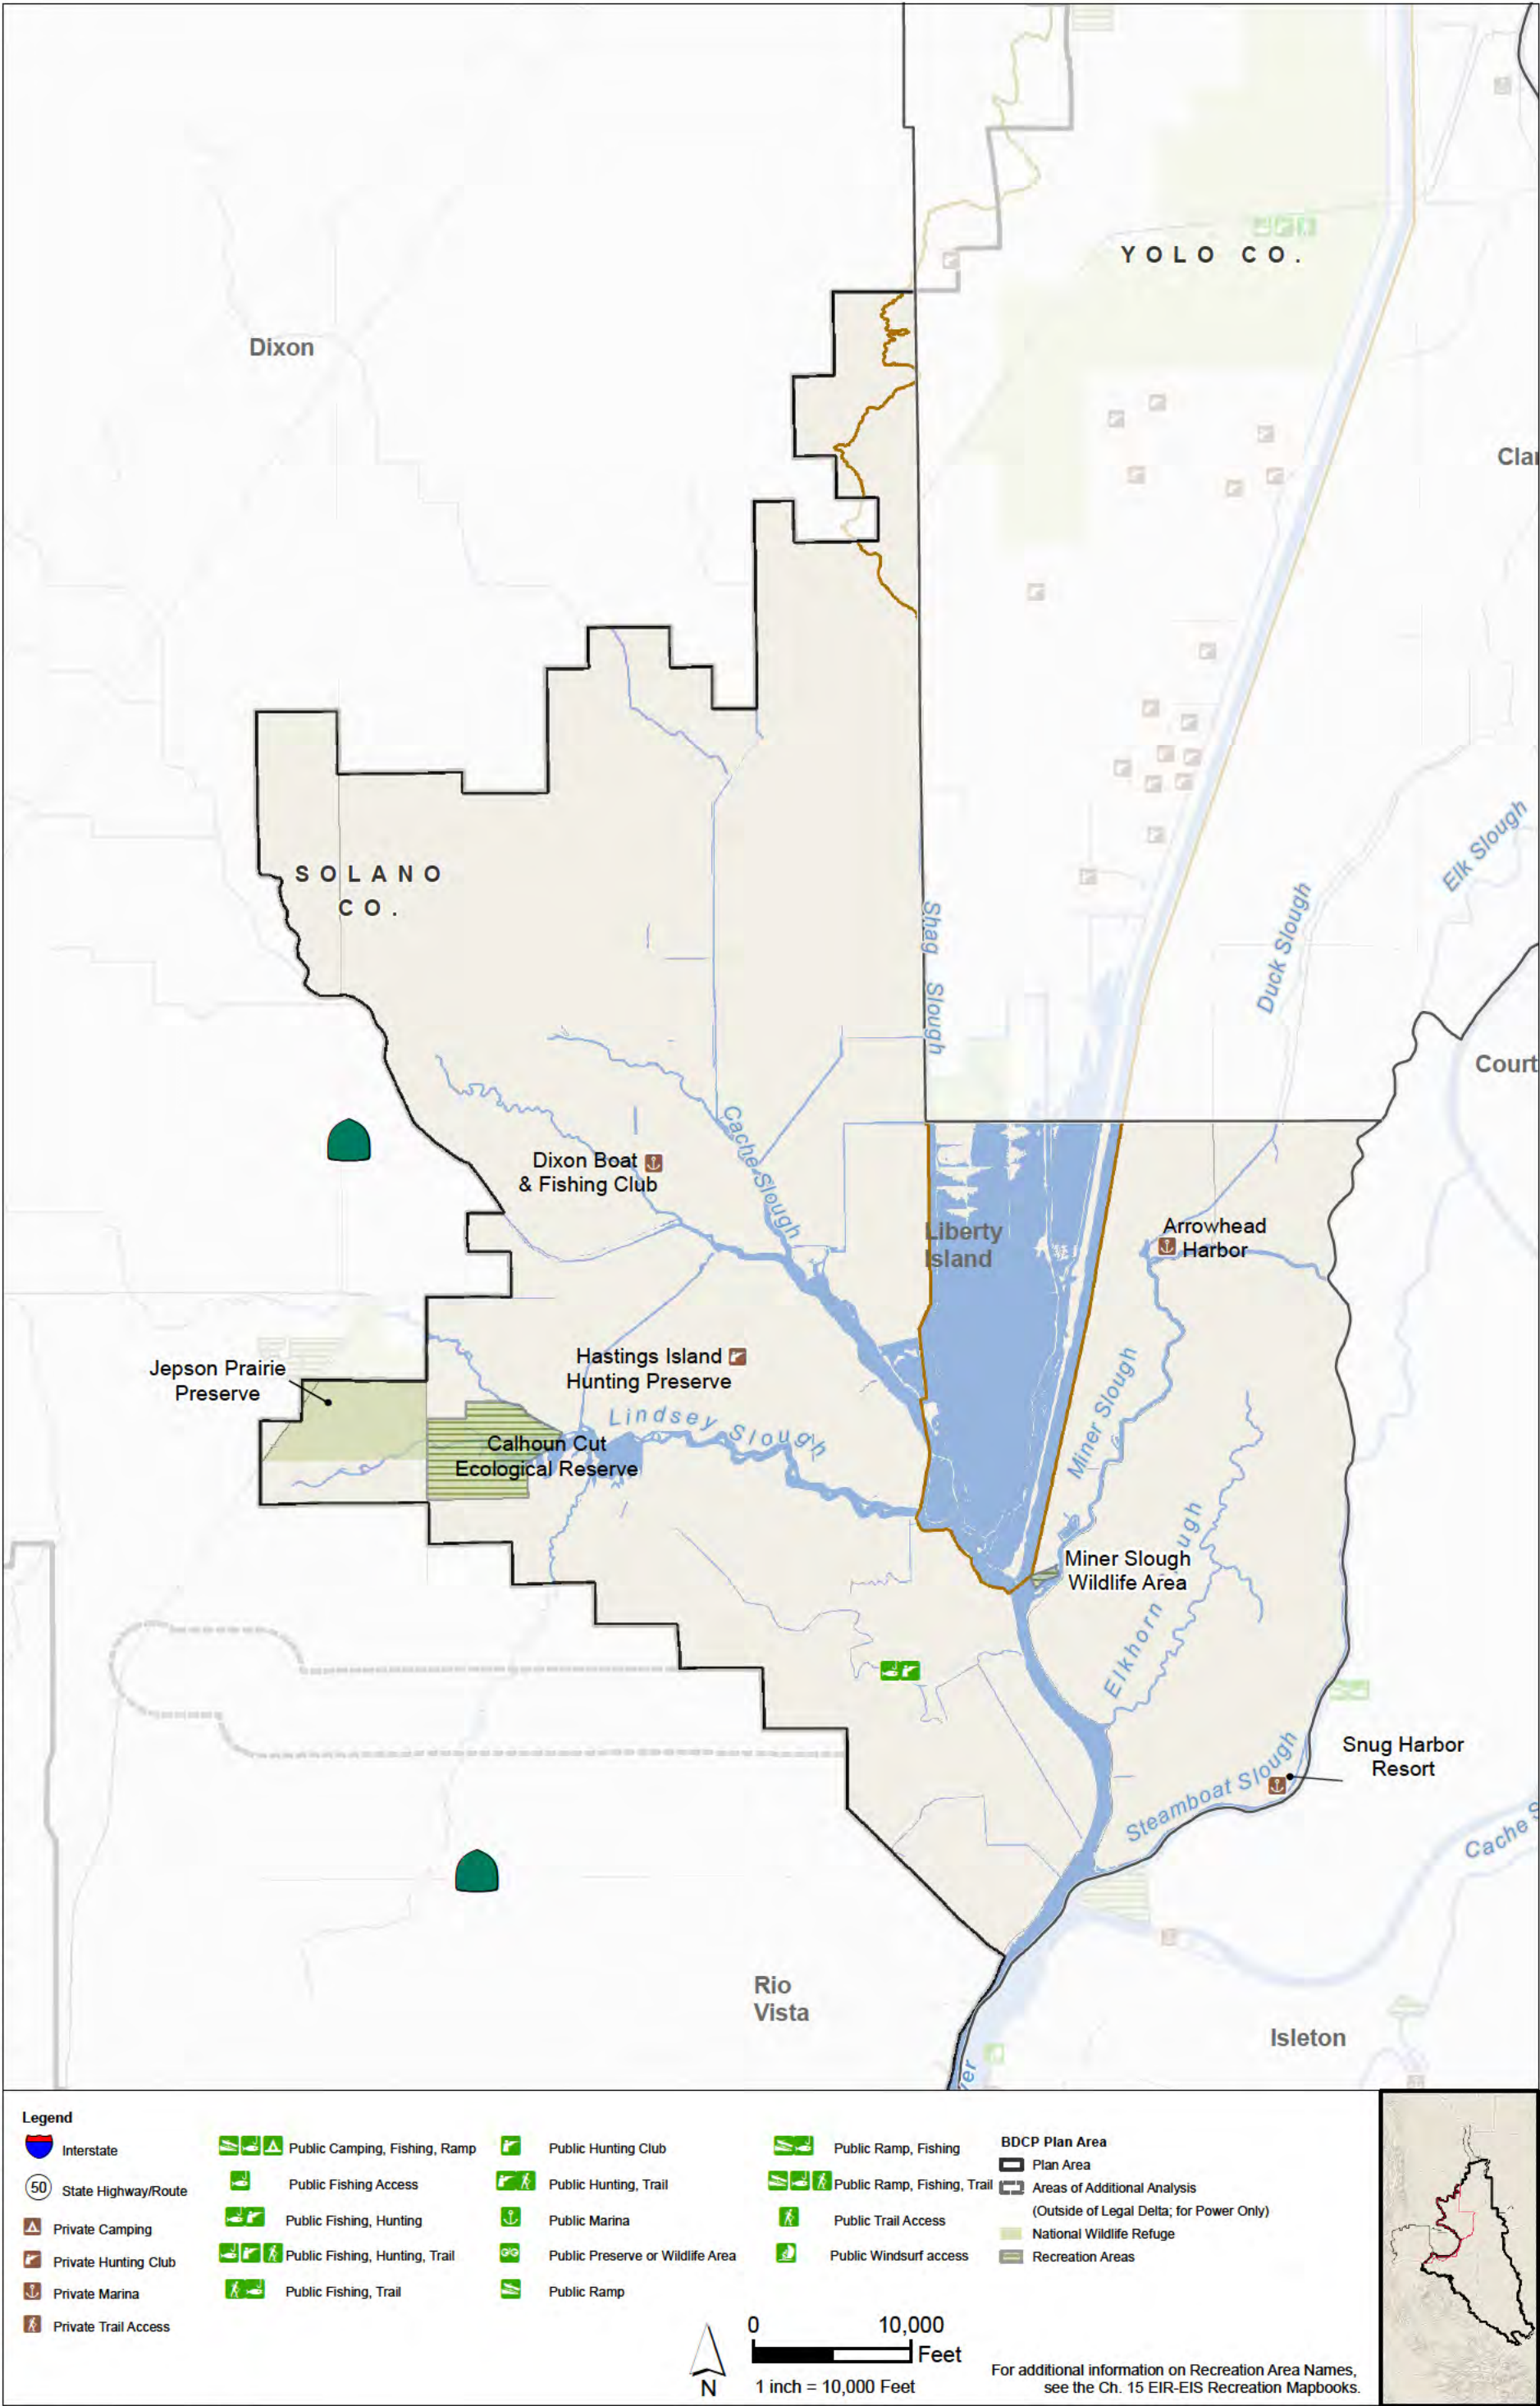 YOLO CO.
Dixon
Clar
SOLANO
CO.
Elk Slough
Duck Slough
Shag Slough
Court
Cache Slough
Dixon Boat
& Fishing Club
Liberty
Island
Arrowhead
Harbor
Hastings Island
Hunting Preserve
Jepson Prairie
Preserve
Lindsey Slough
Calhoun Cut
Ecological Reserve
Miner Slough
Miner Slough
Wildlife Area
Elkhorn ugh
Snug Harbor
Resort
Steamboat Slough
Cache S
Rio
Vista
Isleton
ver
Legend
Interstate
50 State Highway/Route
Private Camping
Private Hunting Club
Private Marina
Private Trail Access
Public Camping, Fishing, Ramp
Public Fishing Access
Public Fishing, Hunting
Public Fishing, Hunting, Trail
Public Fishing, Trail
Public Hunting Club
Public Hunting, Trail
Public Marina
Public Preserve or Wildlife Area
Public Ramp
Public Ramp, Fishing
Public Ramp, Fishing, Trail
Public Trail Access
Public Windsurf access
BDCP Plan Area
Plan Area
Areas of Additional Analysis
(Outside of Legal Delta; for Power Only)
National Wildlife Refuge
Recreation Areas
N
0 10,000
Feet
1 inch = 10,000 Feet
For additional information on Recreation Area Names,
see the Ch. 15 EIR-EIS Recreation Mapbooks.